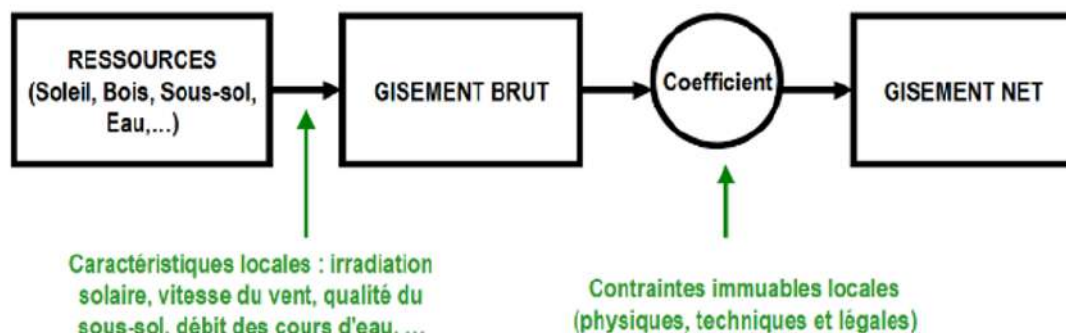 RESSOURCES
(Soleil, Bois, Sous-sol,
Eau,...)
GISEMENT BRUT
Coefficient
GISEMENT NET
Caractéristiques locales : irradiation
solaire, vitesse du vent, qualité du
sous-sol, débit des cours d'eau, ...
Contraintes immuables locales
(physiques, techniques et légales)